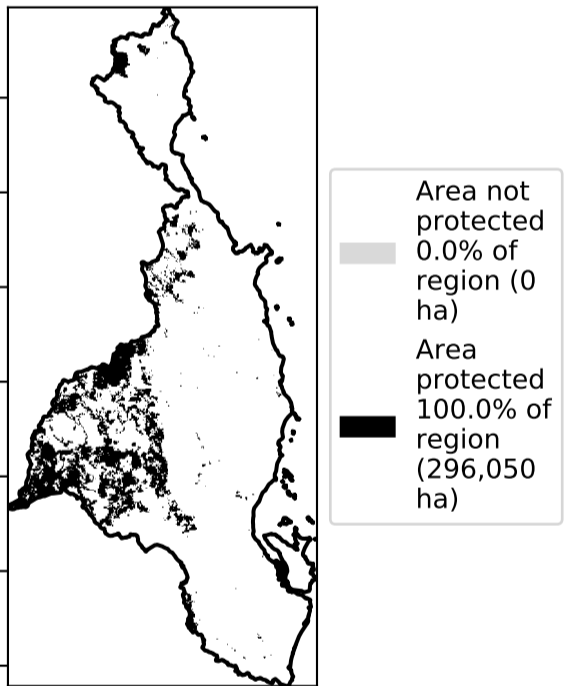 Area not
protected
0.0% of
region (0
ha)
Area
protected
100.0% of
region
(296,050
ha)